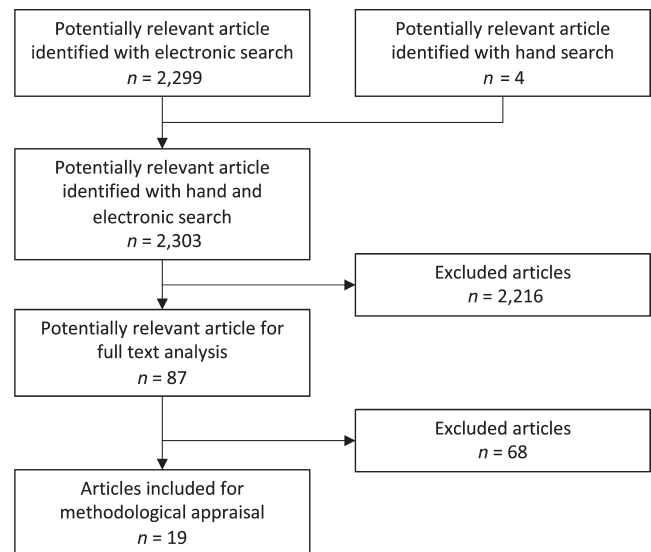 Potentially relevant article
identified with electronic search
n = 2,299
Potentially relevant article
identified with hand search
n = 4
Potentially relevant article
identified with hand and
electronic search
n = 2,303
Excluded articles
n = 2,216
Potentially relevant article for
full text analysis
n = 87
Excluded articles
n = 68
Articles included for
methodological appraisal
n = 19